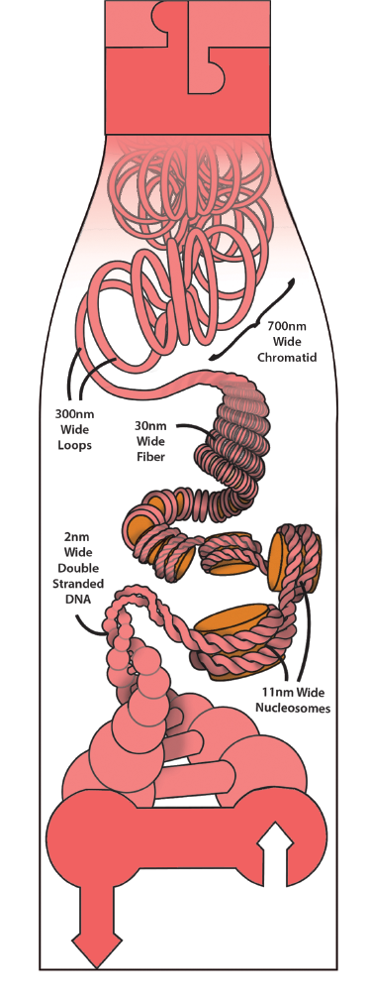 700nm
Wide
Chromatid
300nm
Wide
Loops
30nm
Wide
Fiber
2nm
Wide
Double
Stranded
DNA
11nm Wide
Nucleosomes